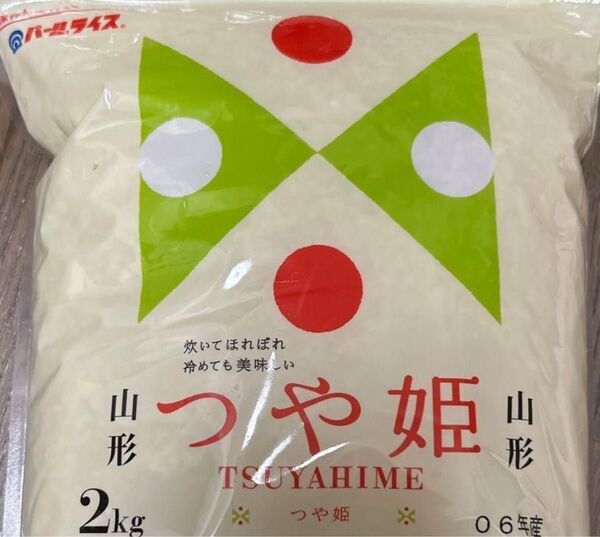 パールライス®
炊いてほれぼれ
冷めても美味しい
山形
つや姫
山形
TSUYAHIME
2kg
つや姫
06年産